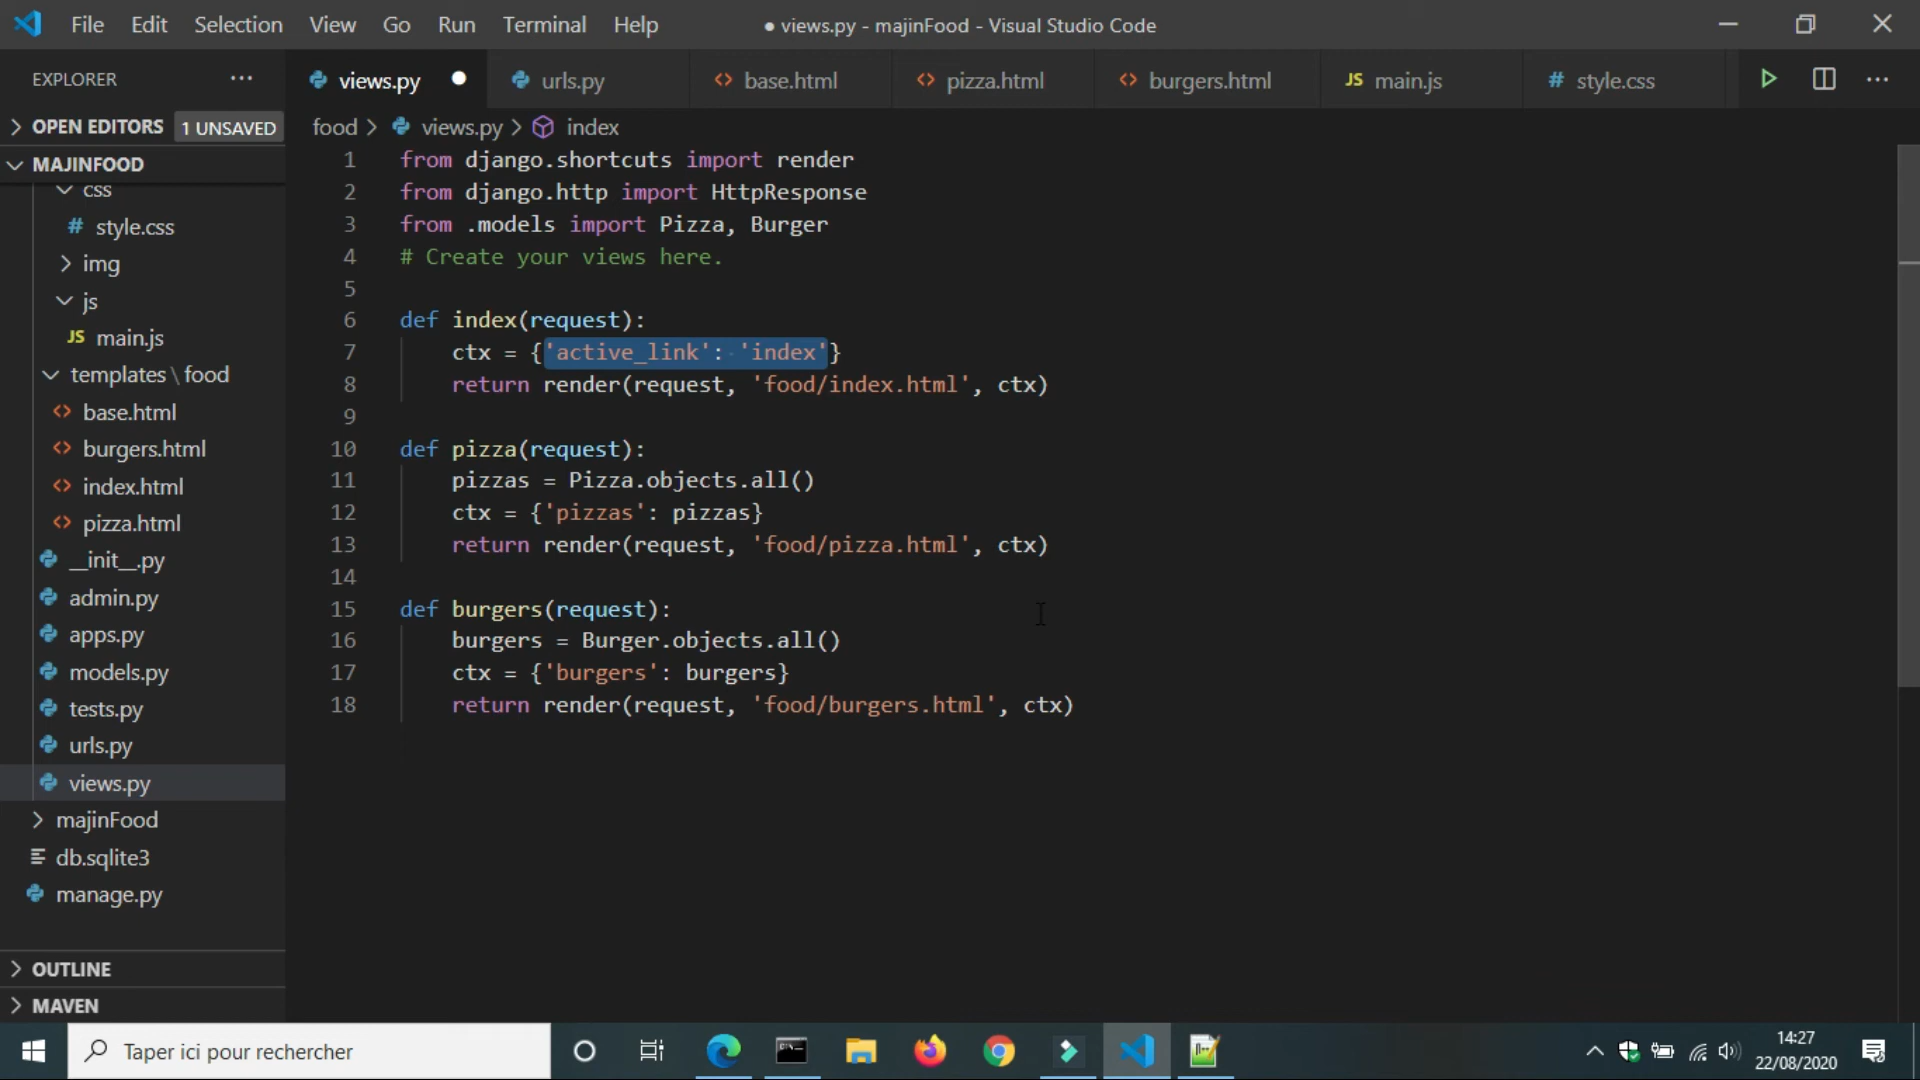 File Edit Selection View Go Run Terminal Help ● views.py - majinFood - Visual Studio Code
EXPLORER ···
views.py urls.py base.html pizza.html burgers.html JS main.js # style.css ···
OPEN EDITORS 1 UNSAVED
MAJINFOOD
css
# style.css
img
js
JS main.js
templates \ food
base.html
burgers.html
index.html
pizza.html
__init__.py
admin.py
apps.py
models.py
tests.py
urls.py
views.py
majinFood
db.sqlite3
manage.py
OUTLINE
MAVEN
food > views.py > index
1 from django.shortcuts import render
2 from django.http import HttpResponse
3 from .models import Pizza, Burger
4 # Create your views here.
5
6 def index(request):
7 ctx = {'active_link': 'index'}
8 return render(request, 'food/index.html', ctx)
9
10 def pizza(request):
11 pizzas = Pizza.objects.all()
12 ctx = {'pizzas': pizzas}
13 return render(request, 'food/pizza.html', ctx)
14
15 def burgers(request):
16 burgers = Burger.objects.all()
17 ctx = {'burgers': burgers}
18 return render(request, 'food/burgers.html', ctx)
Taper ici pour rechercher
14:27
22/08/2020